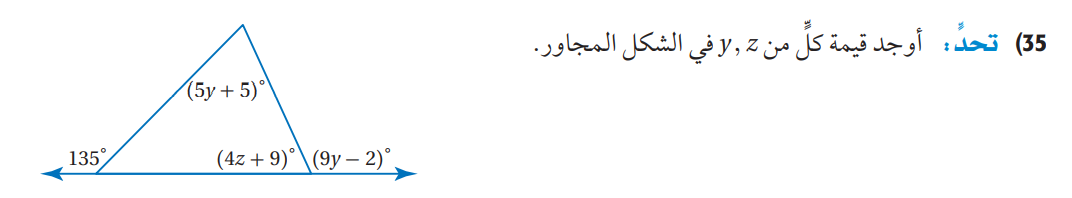 (35 تحدٍّ: أوجد قيمة كلٍّ من y, z في الشكل المجاور.
(5y + 5)°
135°
(4z + 9)°
(9y − 2)°